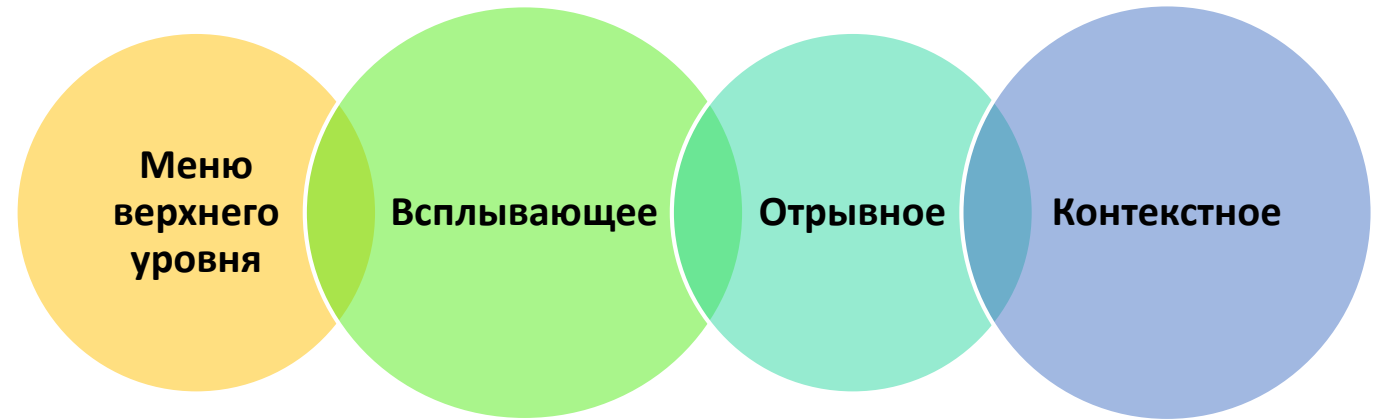 Меню
верхнего
уровня
Всплывающее
Отрывное
Контекстное